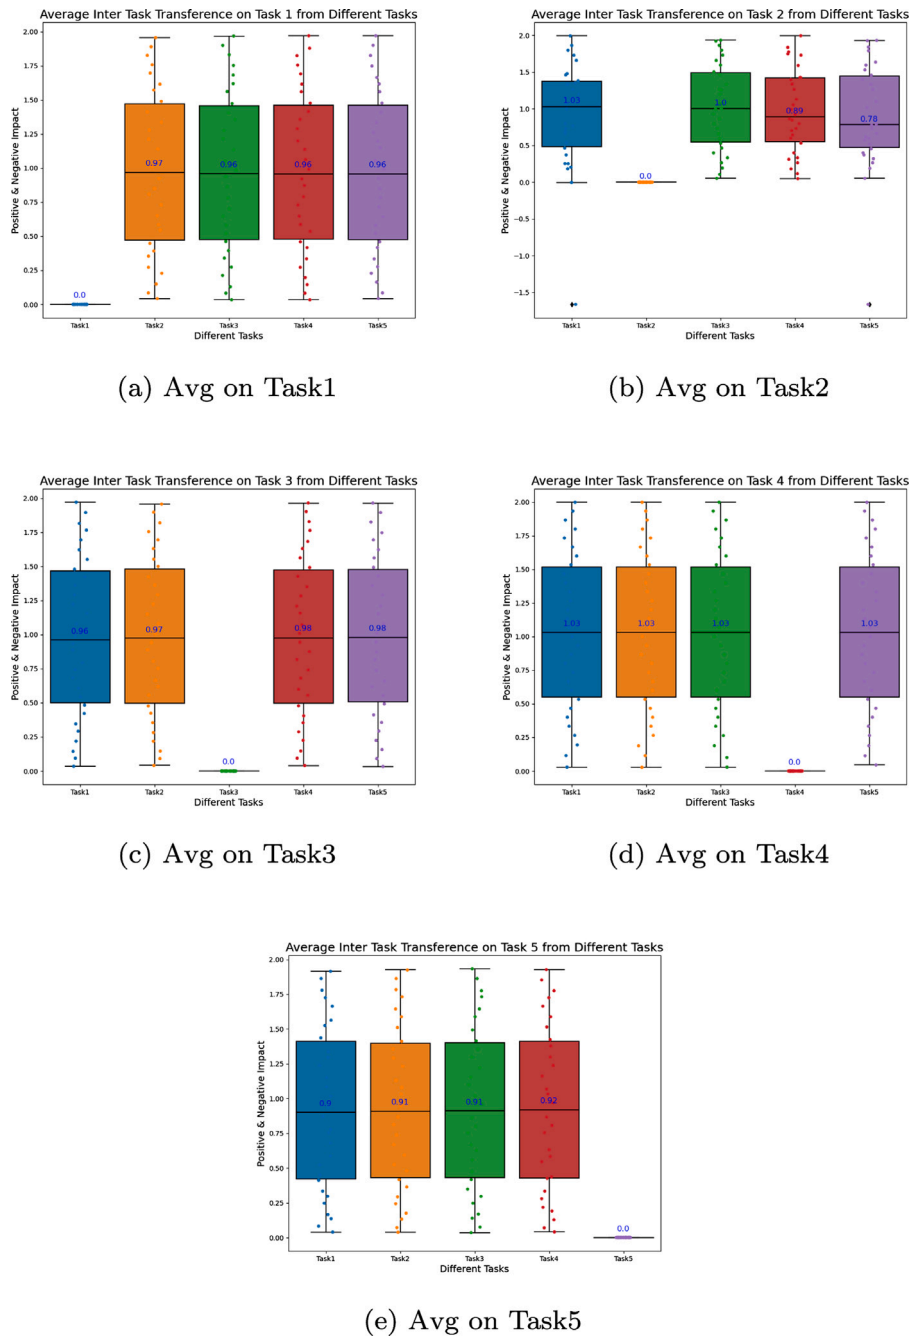 Average Inter Task Transference on Task 1 from Different Tasks
Positive & Negative Impact
2.00
1.75
1.50
1.25
1.00
0.75
0.50
0.25
0.00
0.0
0.97
0.96
0.96
0.96
Task1 Task2 Task3 Task4 Task5
Different Tasks
(a) Avg on Task1
Average Inter Task Transference on Task 2 from Different Tasks
Positive & Negative Impact
2.0
1.5
1.0
0.5
0.0
−0.5
−1.0
−1.5
1.03
0.0
1.0
0.89
0.78
Task1 Task2 Task3 Task4 Task5
Different Tasks
(b) Avg on Task2
Average Inter Task Transference on Task 3 from Different Tasks
Positive & Negative Impact
2.00
1.75
1.50
1.25
1.00
0.75
0.50
0.25
0.00
0.96
0.97
0.0
0.98
0.98
Task1 Task2 Task3 Task4 Task5
Different Tasks
(c) Avg on Task3
Average Inter Task Transference on Task 4 from Different Tasks
Positive & Negative Impact
2.00
1.75
1.50
1.25
1.00
0.75
0.50
0.25
0.00
1.03
1.03
1.03
0.0
1.03
Task1 Task2 Task3 Task4 Task5
Different Tasks
(d) Avg on Task4
Average Inter Task Transference on Task 5 from Different Tasks
Positive & Negative Impact
2.00
1.75
1.50
1.25
1.00
0.75
0.50
0.25
0.00
0.9
0.91
0.91
0.92
0.0
Task1 Task2 Task3 Task4 Task5
Different Tasks
(e) Avg on Task5